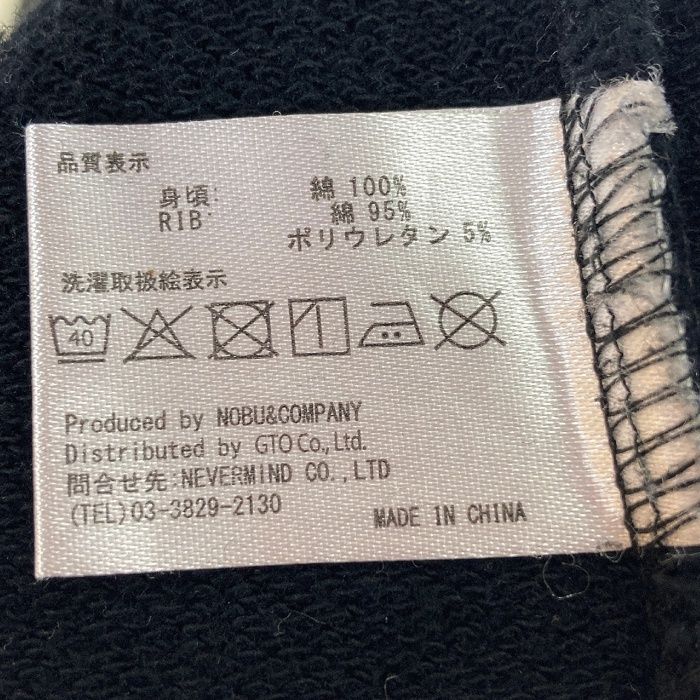 品質表示
身頃: 綿 100%
RIB: 綿 95%
ポリウレタン 5%
洗濯取扱絵表示
40
Produced by NOBU&COMPANY
Distributed by GTO Co., Ltd.
問合せ先:NEVERMIND CO.,LTD
(TEL)03-3829-2130
MADE IN CHINA